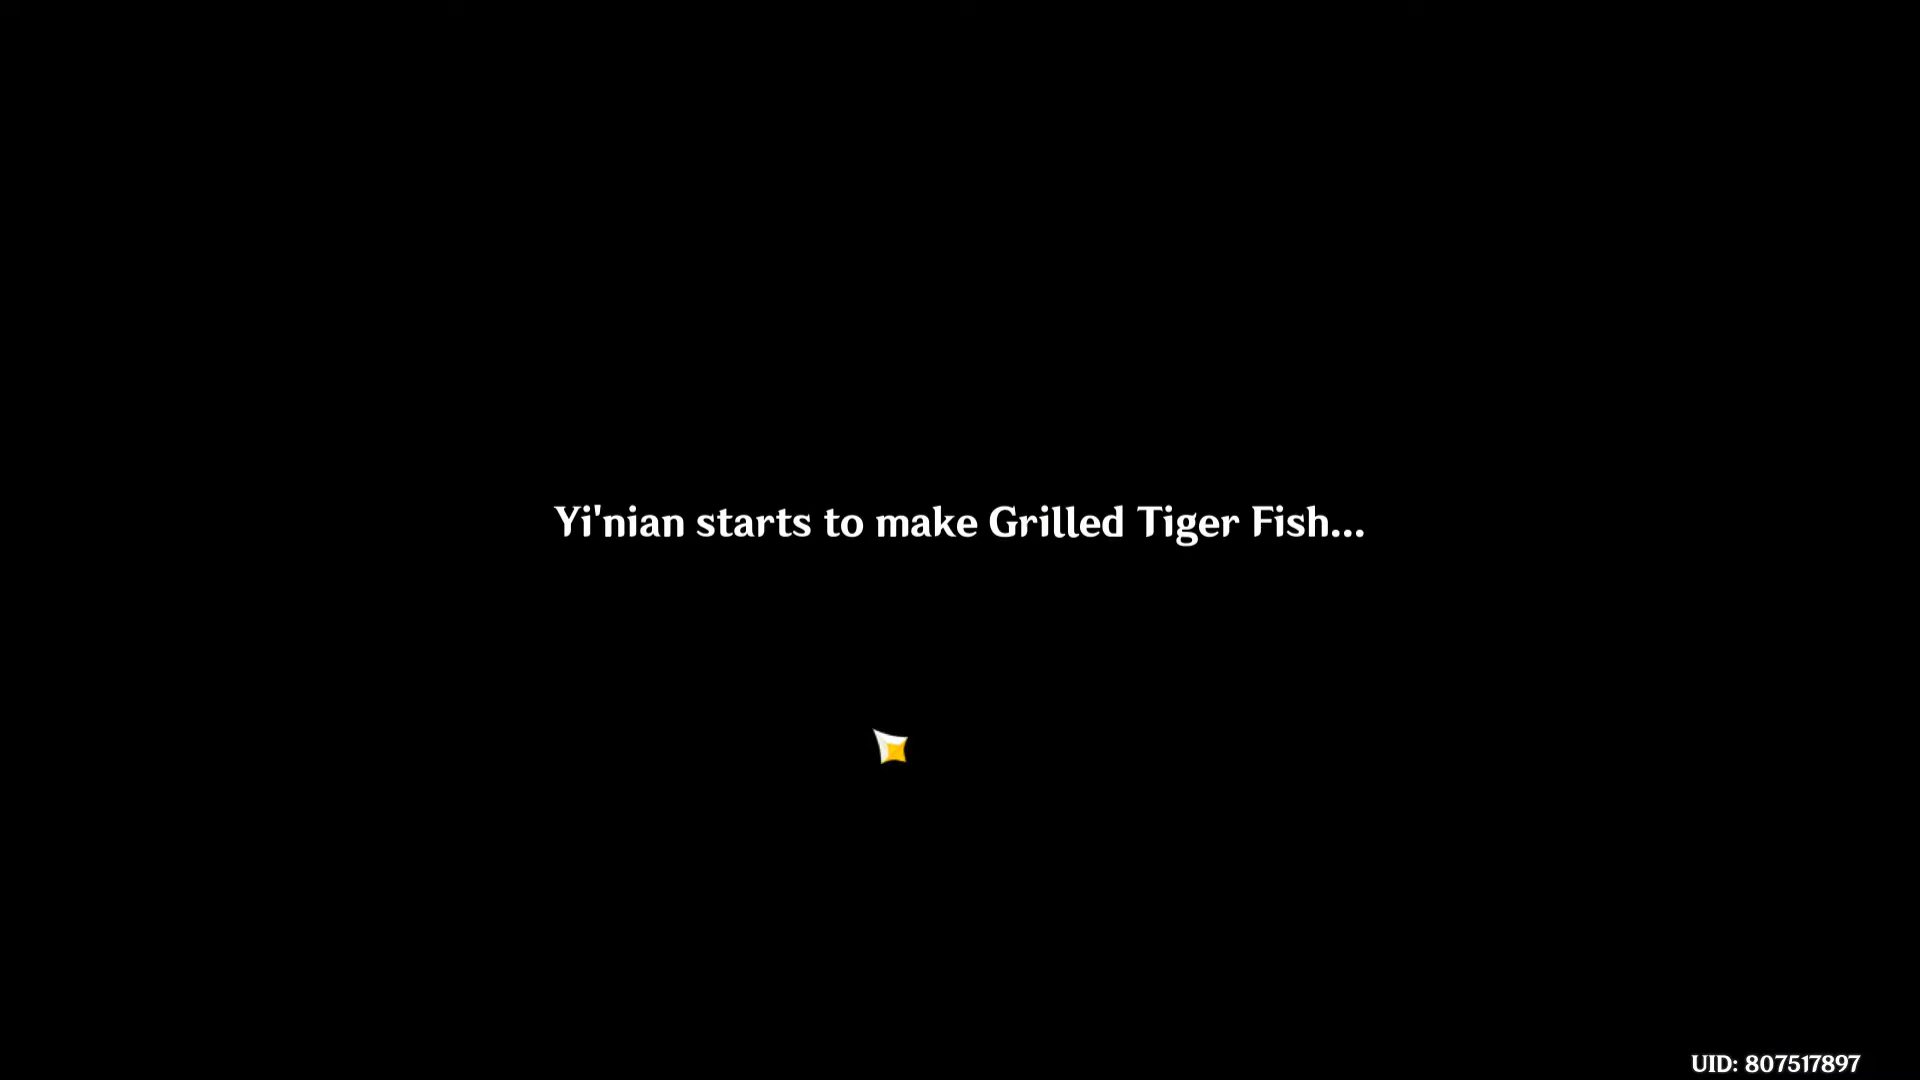 Yi'nian starts to make Grilled Tiger Fish...
UID: 807517897